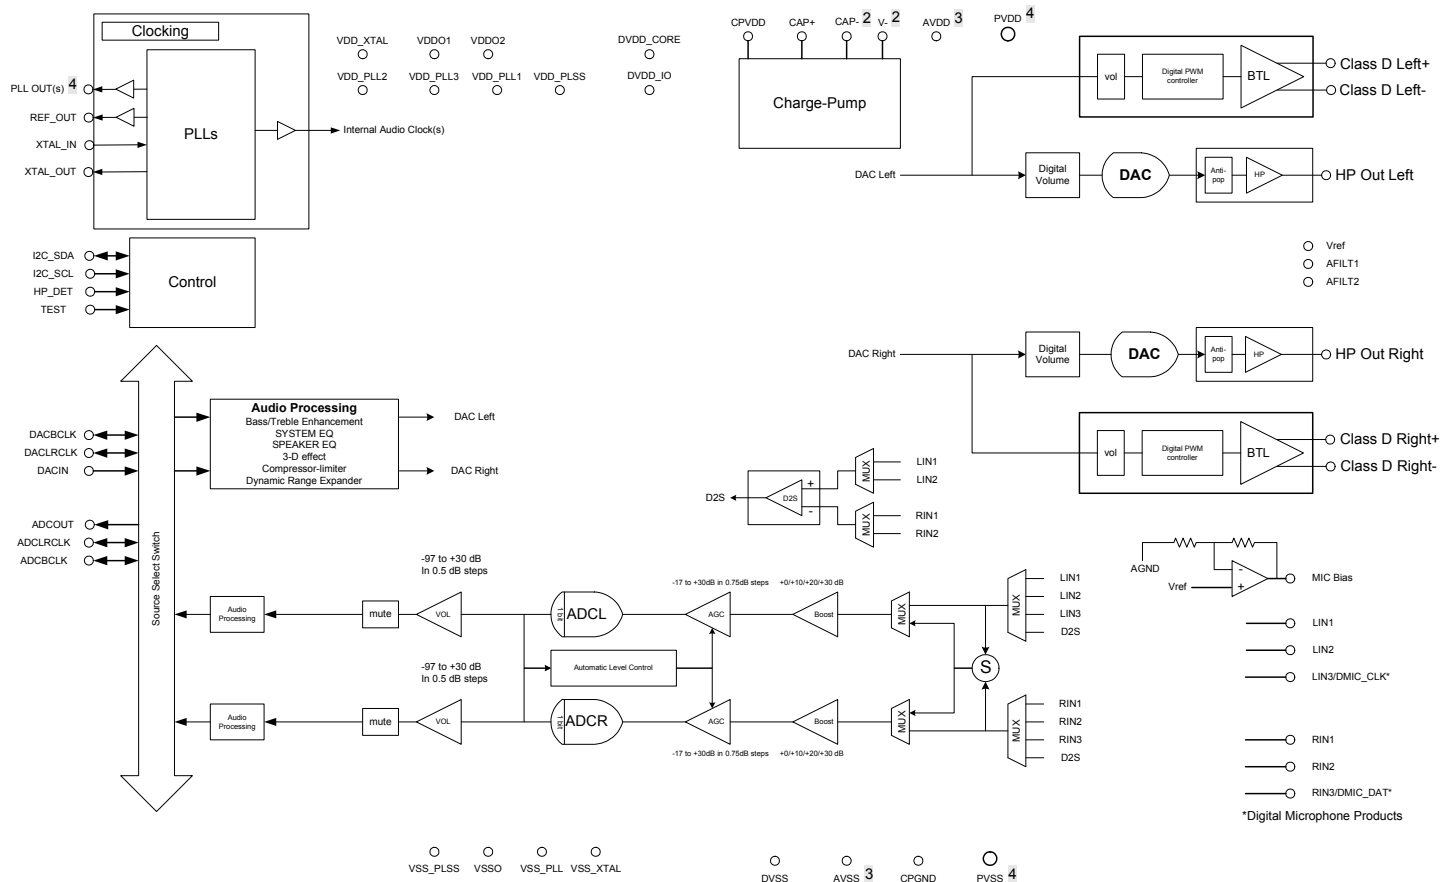 Clocking
PLL OUT(s) 4
REF_OUT
XTAL_IN
XTAL_OUT
PLLs
Internal Audio Clock(s)
VDD_XTAL
VDDO1
VDDO2
DVDD_CORE
VDD_PLL2
VDD_PLL3
VDD_PLL1
VDD_PLSS
DVDD_IO
CPVDD
CAP+
CAP- 2
V- 2
AVDD 3
PVDD 4
Charge-Pump
vol
Digital PWM
controller
BTL
Class D Left+
Class D Left-
DAC Left
Digital
Volume
DAC
Anti-
pop
HP
HP Out Left
Vref
AFILT1
AFILT2
I2C_SDA
I2C_SCL
HP_DET
TEST
Control
DAC Right
Digital
Volume
DAC
Anti-
pop
HP
HP Out Right
vol
Digital PWM
controller
BTL
Class D Right+
Class D Right-
DACBCLK
DACLRCLK
DACIN
ADCOUT
ADCLRCLK
ADCBCLK
Source Select Switch
Audio Processing
Bass/Treble Enhancement
SYSTEM EQ
SPEAKER EQ
3-D effect
Compressor-limiter
Dynamic Range Expander
DAC Left
DAC Right
D2S
D2S
+
-
MUX
LIN1
LIN2
MUX
RIN1
RIN2
AGND
Vref
-
+
MIC Bias
-97 to +30 dB
In 0.5 dB steps
-17 to +30dB in 0.75dB steps
+0/+10/+20/+30 dB
Audio
Processing
mute
VOL
1 bit
ADCL
AGC
Boost
MUX
MUX
LIN1
LIN2
LIN3
D2S
Automatic Level Control
S
-97 to +30 dB
In 0.5 dB steps
Audio
Processing
mute
VOL
1 bit
ADCR
AGC
Boost
MUX
MUX
RIN1
RIN2
RIN3
D2S
-17 to +30dB in 0.75dB steps
+0/+10/+20/+30 dB
LIN1
LIN2
LIN3/DMIC_CLK*
RIN1
RIN2
RIN3/DMIC_DAT*
*Digital Microphone Products
VSS_PLSS
VSSO
VSS_PLL
VSS_XTAL
DVSS
AVSS 3
CPGND
PVSS 4